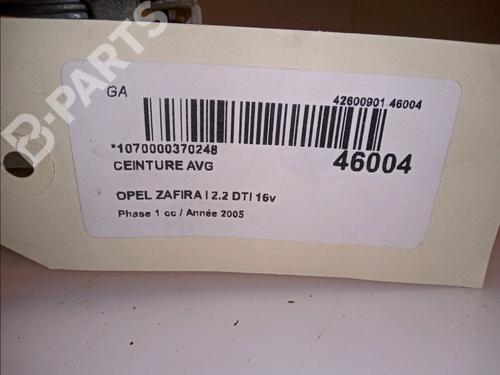 GA
42600901 46004
*1070000370248
46004
CEINTURE AVG
OPEL ZAFIRA I 2.2 DTI 16v
Phase 1 cc / Année 2005
B-PARTS